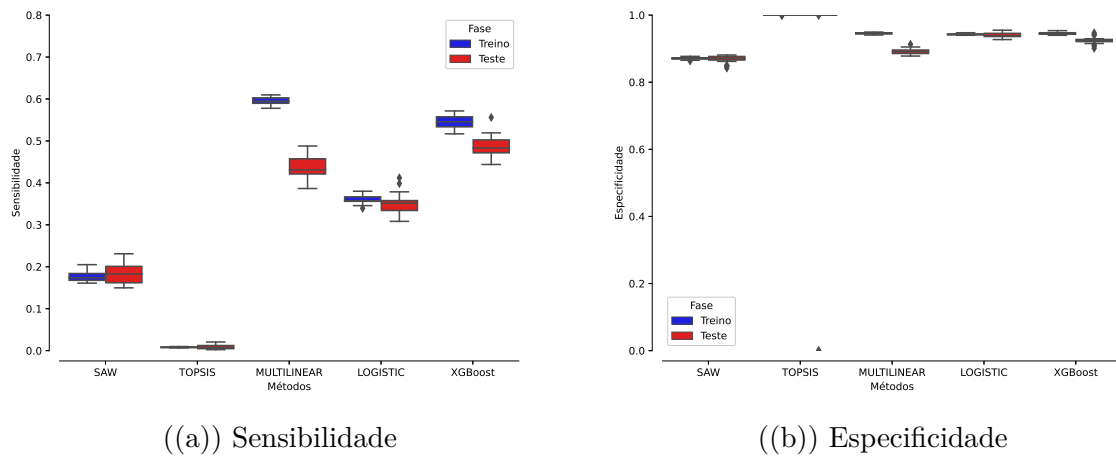 0.8
0.7
0.6
0.5
0.4
0.3
0.2
0.1
0.0
Sensibilidade
Fase
Treino
Teste
SAW TOPSIS MULTILINEAR LOGÍSTIC XGBoost
Métodos
((a)) Sensibilidade
1.0
0.8
0.6
0.4
0.2
0.0
Especificidade
Fase
Treino
Teste
SAW TOPSIS MULTILINEAR LOGÍSTIC XGBoost
Métodos
((b)) Especificidade